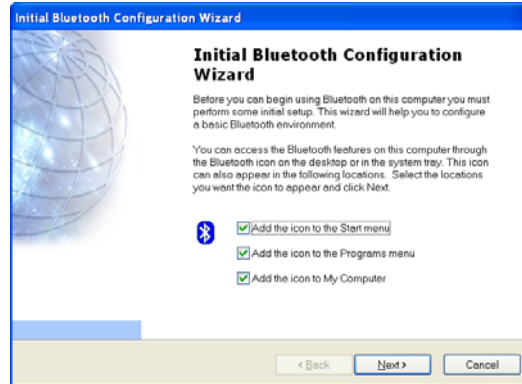 Initial Bluetooth Configuration Wizard
Initial Bluetooth Configuration
Wizard
Before you can begin using Bluetooth on this computer you must
perform some initial setup. This wizard will help you to configure
a basic Bluetooth environment.
You can access the Bluetooth features on this computer through
the Bluetooth icon on the desktop or in the system tray. This icon
can also appear in the following locations. Select the locations
you want the icon to appear and click Next.
Add the icon to the Start menu
Add the icon to the Programs menu
Add the icon to My Computer
< Back Next > Cancel